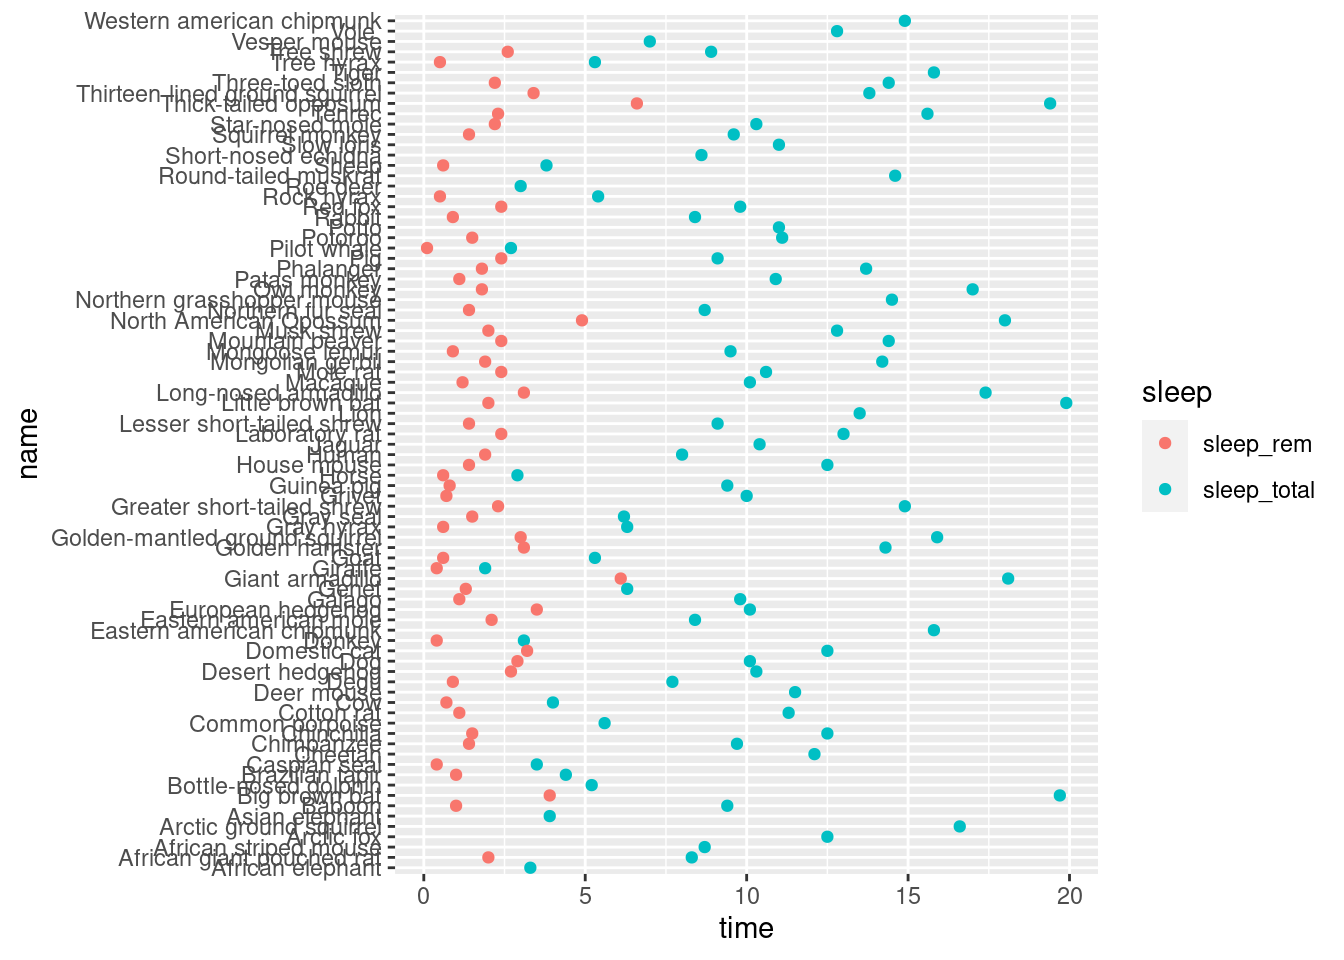 Western american chipmunk
Vole
Vesper mouse
Tree shrew
Tree hyrax
Tiger
Three-toed sloth
Thirteen-lined ground squirrel
Thick-tailed opposum
Tenrec
Star-nosed mole
Squirrel monkey
Slow loris
Short-nosed echidna
Sheep
Round-tailed muskrat
Roe deer
Rock hyrax
Red fox
Rabbit
Potto
Potoroo
Pilot whale
Pig
Phalanger
Patas monkey
Owl monkey
Northern grasshopper mouse
Northern fur seal
North American Opossum
Musk shrew
Mountain beaver
Mongoose lemur
Mongolian gerbil
Mole rat
Macaque
Long-nosed armadillo
Little brown bat
Lion
Lesser short-tailed shrew
Laboratory rat
Jaguar
Human
House mouse
Horse
Guinea pig
Grivet
Greater short-tailed shrew
Gray seal
Gray hyrax
Golden-mantled ground squirrel
Golden hamster
Goat
Giraffe
Giant armadillo
Genet
Galago
European hedgehog
Eastern american mole
Eastern american chipmunk
Donkey
Domestic cat
Dog
Desert hedgehog
Degu
Deer mouse
Cow
Cotton rat
Common porpoise
Chinchilla
Chimpanzee
Cheetah
Caspian seal
Brazilian tapir
Bottle-nosed dolphin
Big brown bat
Baboon
Asian elephant
Arctic ground squirrel
Arctic fox
African striped mouse
African giant pouched rat
African elephant
name
0 5 10 15 20
time
sleep
sleep_rem
sleep_total